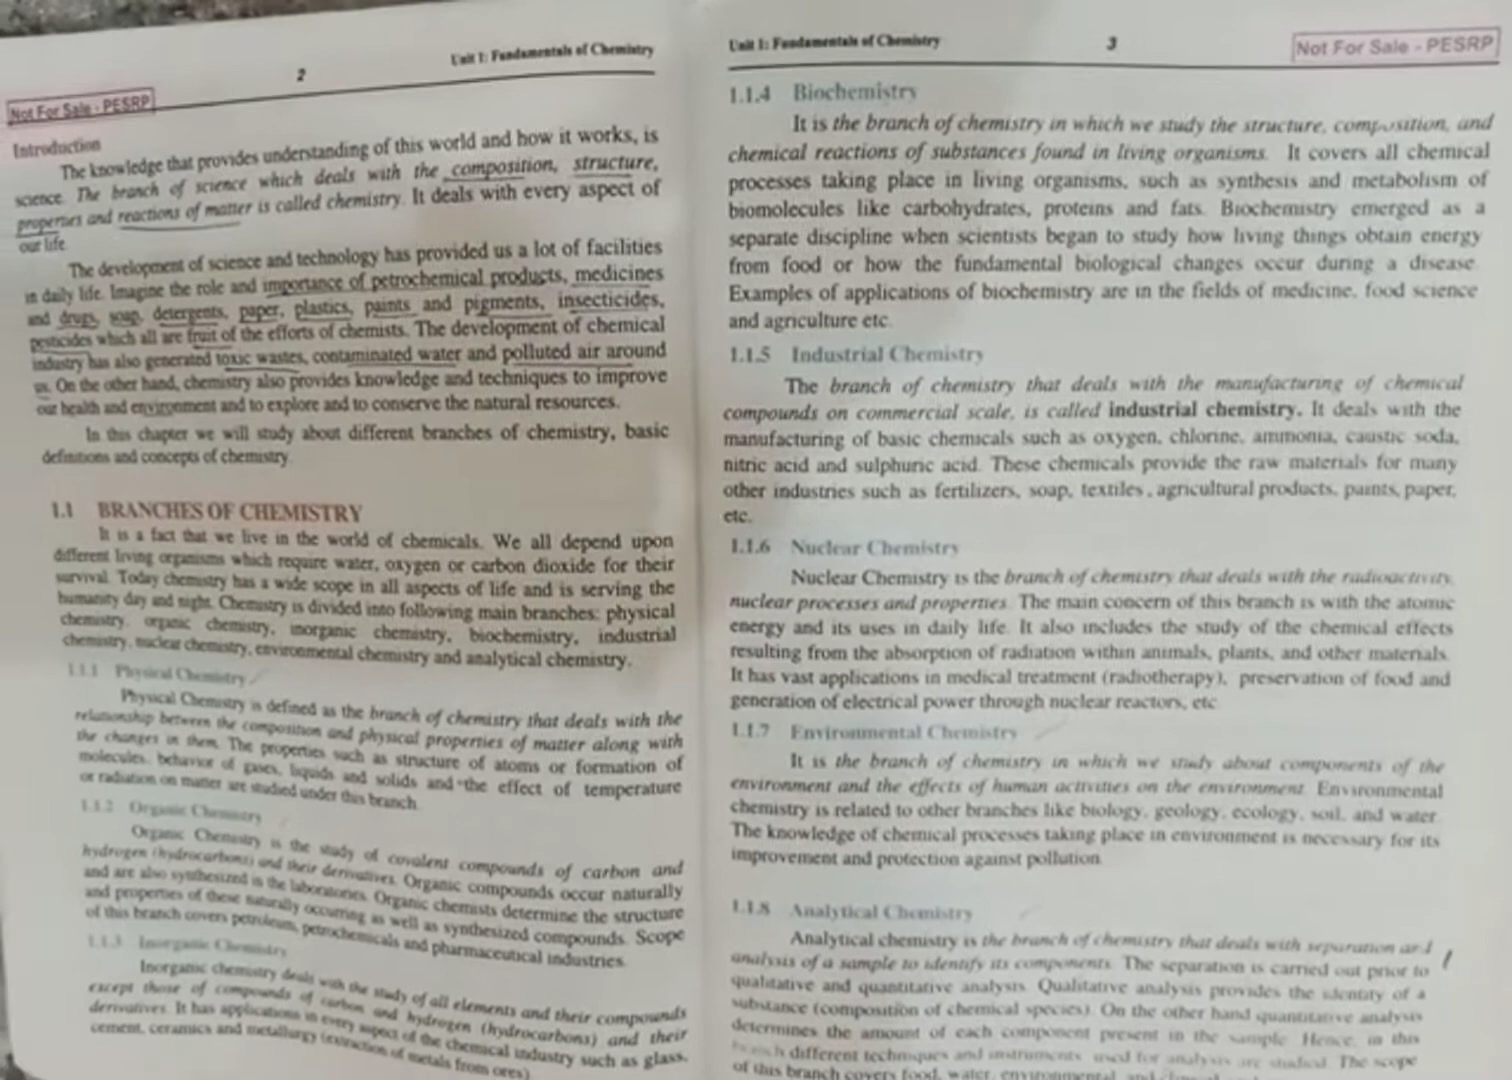 Unit 1: Fundamentals of Chemistry
2
Not For Sale - PESRP
Introduction
The knowledge that provides understanding of this world and how it works, is
science. The branch of science which deals with the composition, structure,
properties and reactions of matter is called chemistry. It deals with every aspect of
our life.
The development of science and technology has provided us a lot of facilities
in daily life. Imagine the role and importance of petrochemical products, medicines
and drugs, soap, detergents, paper, plastics, paints and pigments, insecticides,
pesticides which all are fruit of the efforts of chemists. The development of chemical
industry has also generated toxic wastes, contaminated water and polluted air around
us. On the other hand, chemistry also provides knowledge and techniques to improve
our health and environment and to explore and to conserve the natural resources.
In this chapter we will study about different branches of chemistry, basic
definitions and concepts of chemistry.
1.1 BRANCHES OF CHEMISTRY
It is a fact that we live in the world of chemicals. We all depend upon
different living organisms which require water, oxygen or carbon dioxide for their
survival. Today chemistry has a wide scope in all aspects of life and is serving the
humanity day and night. Chemistry is divided into following main branches: physical
chemistry, organic chemistry, inorganic chemistry, biochemistry, industrial
chemistry, nuclear chemistry, environmental chemistry and analytical chemistry.
1.1.1 Physical Chemistry
Physical Chemistry is defined as the branch of chemistry that deals with the
relationship between the composition and physical properties of matter along with
the changes in them. The properties such as structure of atoms or formation of
molecules, behavior of gases, liquids and solids and the effect of temperature
or radiation on matter are studied under this branch.
1.1.2 Organic Chemistry
Organic Chemistry is the study of covalent compounds of carbon and
hydrogen (hydrocarbons) and their derivatives. Organic compounds occur naturally
and are also synthesized in the laboratories. Organic chemists determine the structure
and properties of these naturally occurring as well as synthesized compounds. Scope
of this branch covers petroleum, petrochemicals and pharmaceutical industries.
1.1.3 Inorganic Chemistry
Inorganic chemistry deals with the study of all elements and their compounds
except those of compounds of carbon and hydrogen (hydrocarbons) and their
derivatives. It has applications in every aspect of the chemical industry such as glass,
cement, ceramics and metallurgy (extraction of metals from ores).
Unit 1: Fundamentals of Chemistry
3
Not For Sale - PESRP
1.1.4 Biochemistry
It is the branch of chemistry in which we study the structure, composition, and
chemical reactions of substances found in living organisms. It covers all chemical
processes taking place in living organisms, such as synthesis and metabolism of
biomolecules like carbohydrates, proteins and fats. Biochemistry emerged as a
separate discipline when scientists began to study how living things obtain energy
from food or how the fundamental biological changes occur during a disease.
Examples of applications of biochemistry are in the fields of medicine, food science
and agriculture etc.
1.1.5 Industrial Chemistry
The branch of chemistry that deals with the manufacturing of chemical
compounds on commercial scale, is called industrial chemistry. It deals with the
manufacturing of basic chemicals such as oxygen, chlorine, ammonia, caustic soda,
nitric acid and sulphuric acid. These chemicals provide the raw materials for many
other industries such as fertilizers, soap, textiles, agricultural products, paints, paper,
etc.
1.1.6 Nuclear Chemistry
Nuclear Chemistry is the branch of chemistry that deals with the radioactivity,
nuclear processes and properties. The main concern of this branch is with the atomic
energy and its uses in daily life. It also includes the study of the chemical effects
resulting from the absorption of radiation within animals, plants, and other materials.
It has vast applications in medical treatment (radiotherapy), preservation of food and
generation of electrical power through nuclear reactors, etc.
1.1.7 Environmental Chemistry
It is the branch of chemistry in which we study about components of the
environment and the effects of human activities on the environment. Environmental
chemistry is related to other branches like biology, geology, ecology, soil, and water.
The knowledge of chemical processes taking place in environment is necessary for its
improvement and protection against pollution.
1.1.8 Analytical Chemistry
Analytical chemistry is the branch of chemistry that deals with separation and
analysis of a sample to identify its components. The separation is carried out prior to
qualitative and quantitative analysis. Qualitative analysis provides the identity of a
substance (composition of chemical species). On the other hand quantitative analysis
determines the amount of each component present in the sample. Hence, in this
branch different techniques and instruments used for analysis are studied. The scope
of this branch covers food, water, environmental and